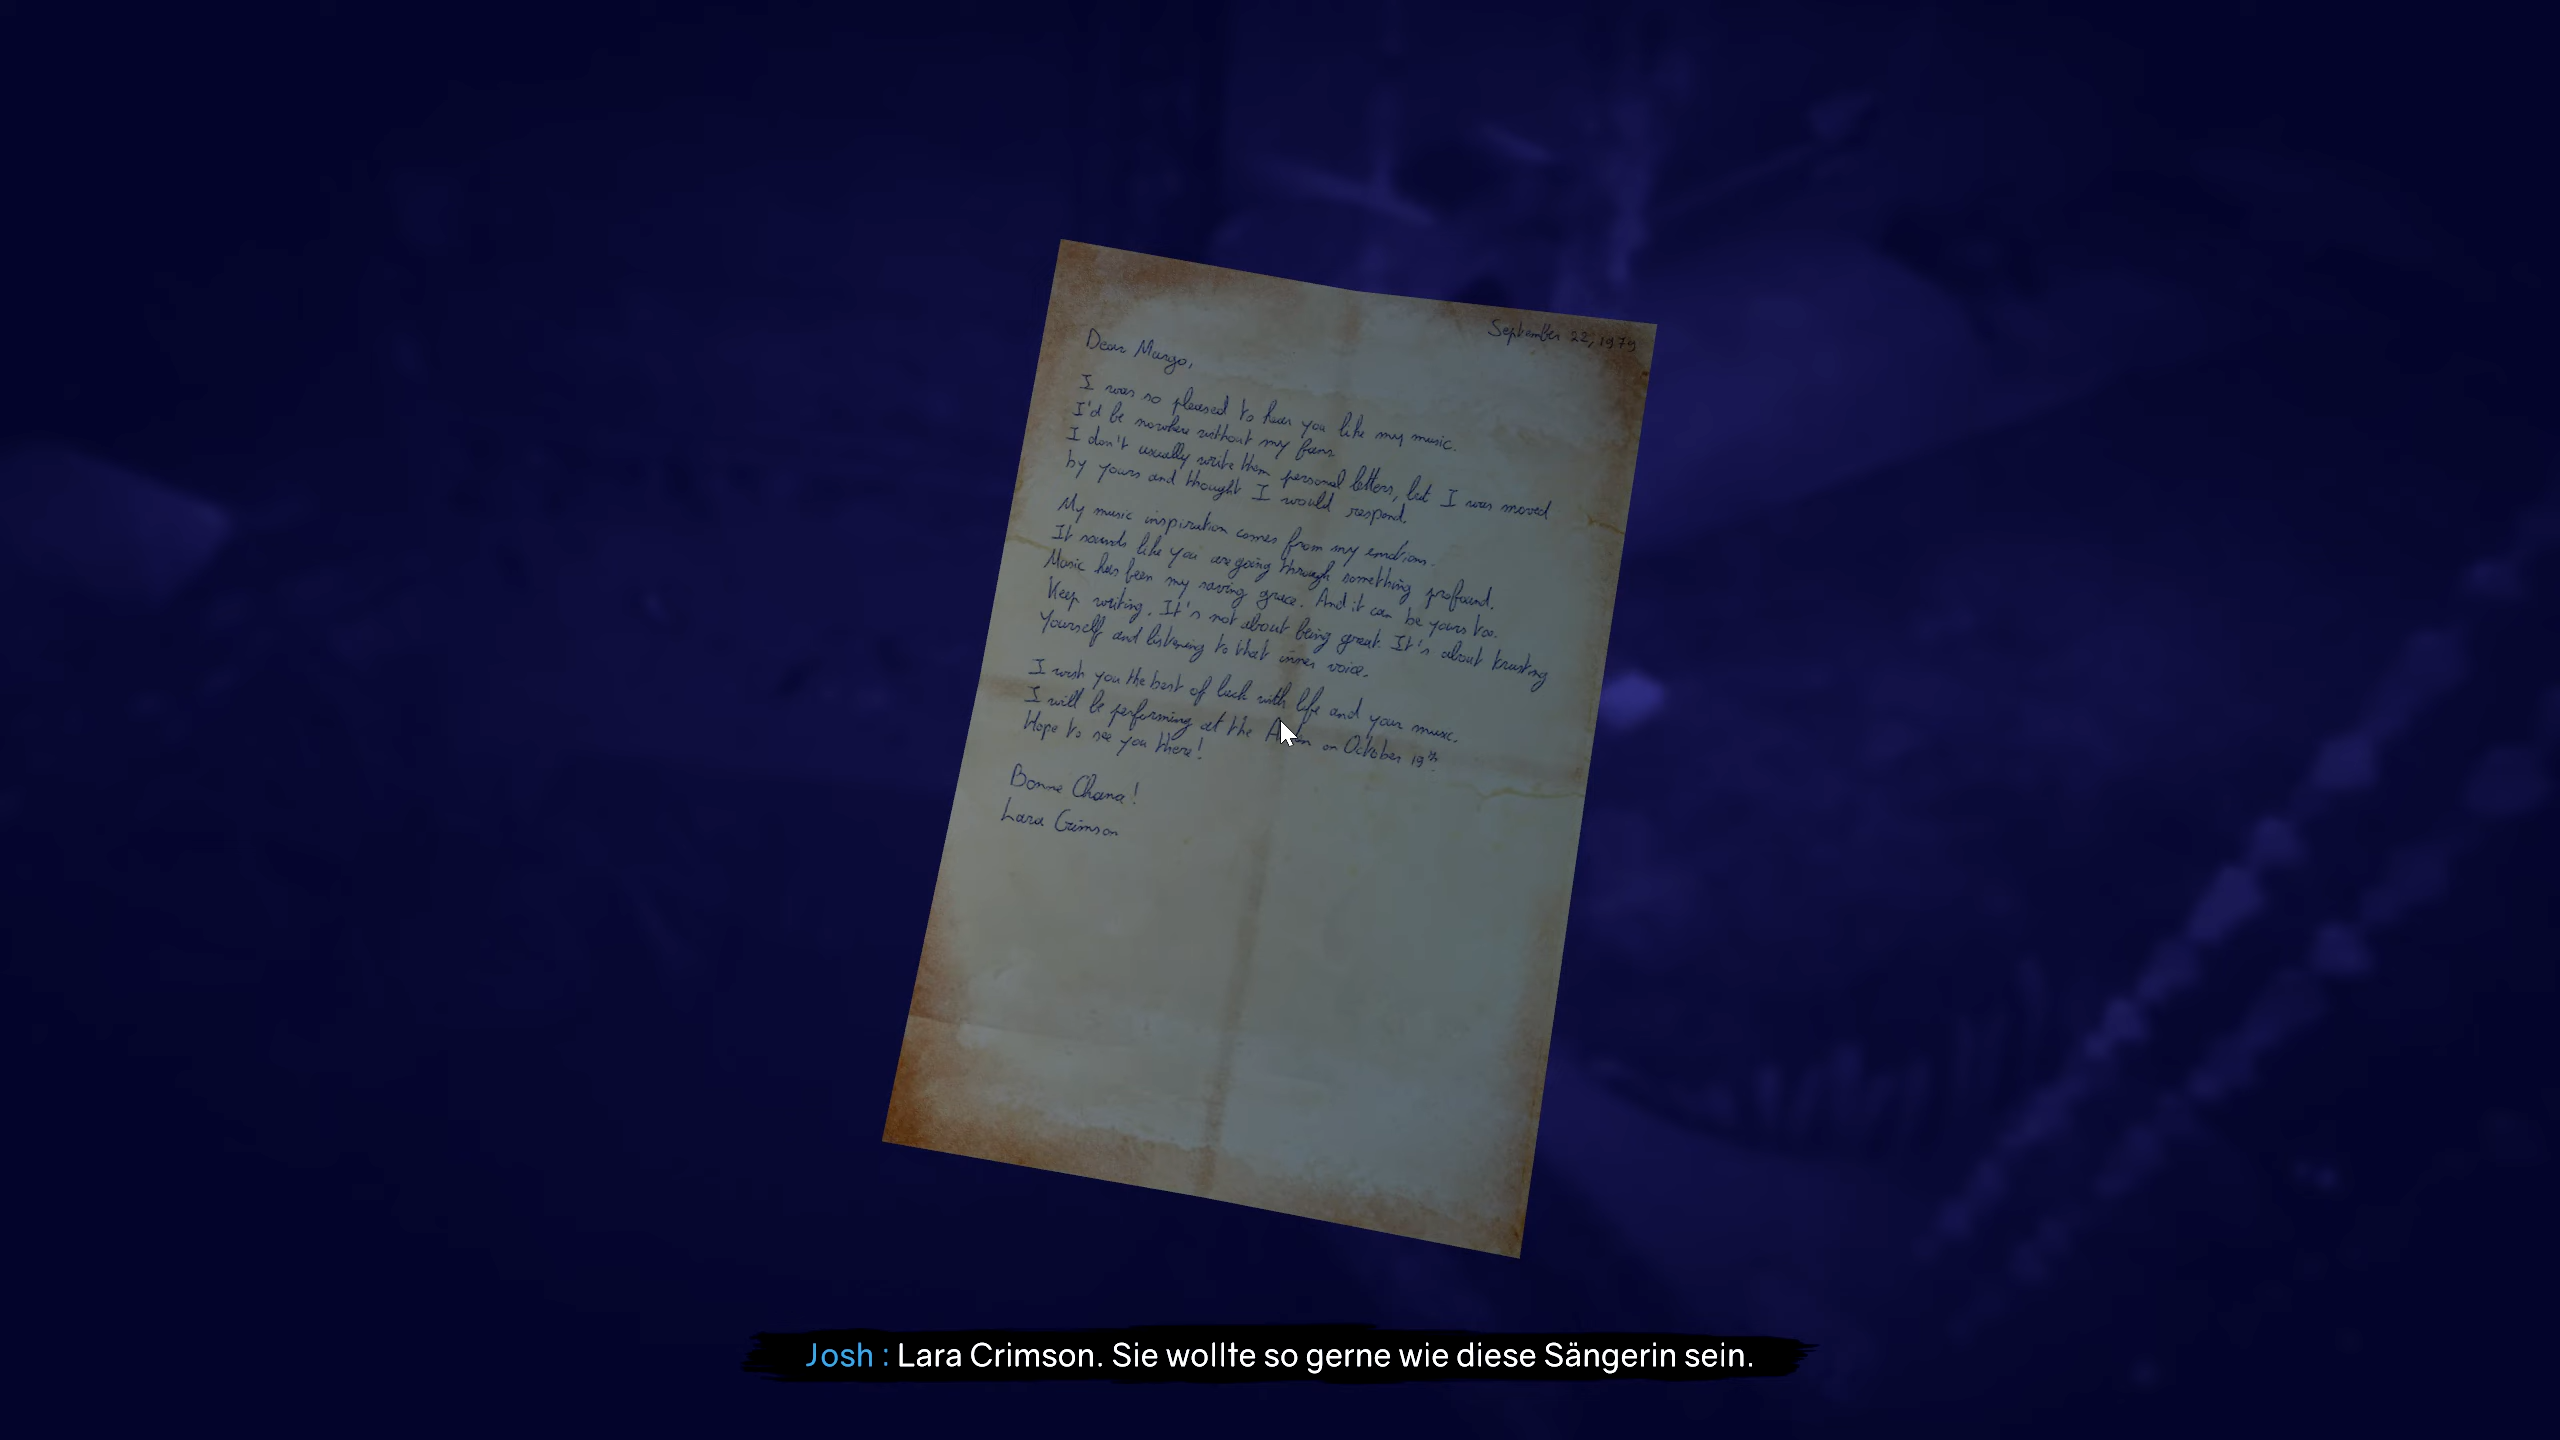 September 22, 1979
Dear Margo,
I was so pleased to hear you like my music.
I'd be nowhere without my fans
I don't usually write them personal letters, but I was moved
by yours and thought I would respond.
My music inspiration comes from my emotions.
It sounds like you are going through something profound.
Music has been my saving grace. And it can be yours too.
Keep writing. It's not about being great. It's about trusting
yourself and listening to that inner voice.
I wish you the best of luck with life and your music.
I will be performing at the on October 19th.
Hope to see you there!
Bonne Chance!
Lara Crimson
Josh : Lara Crimson. Sie wollte so gerne wie diese Sängerin sein.